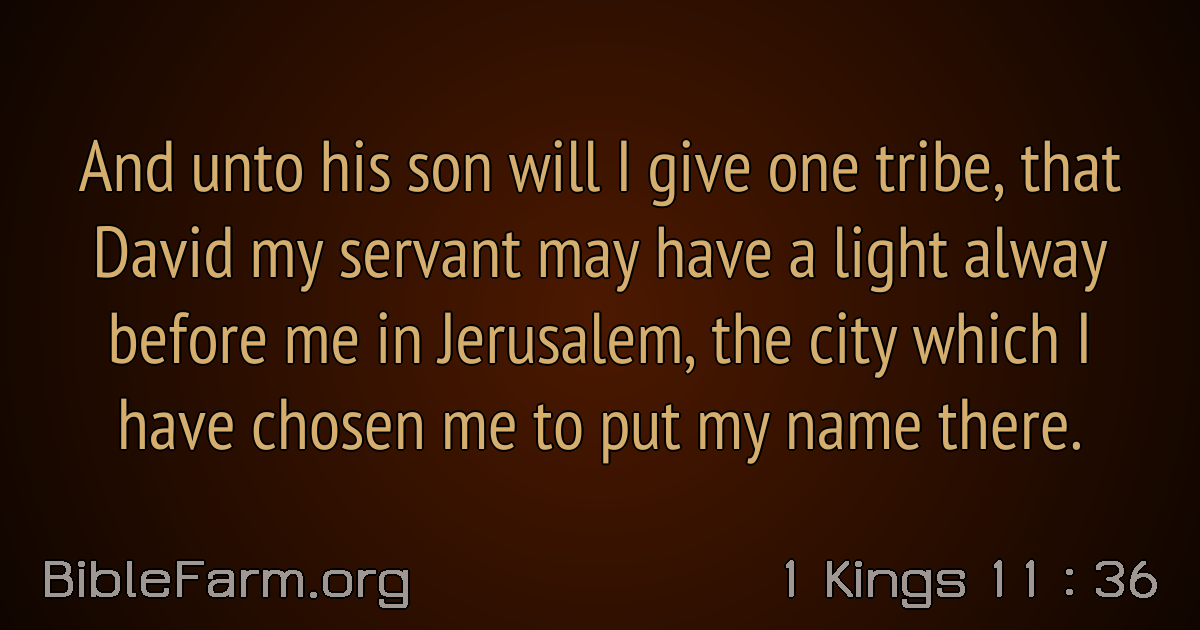 And unto his son will I give one tribe, that
David my servant may have a light alway
before me in Jerusalem, the city which I
have chosen me to put my name there.
BibleFarm.org
1 Kings 11 : 36